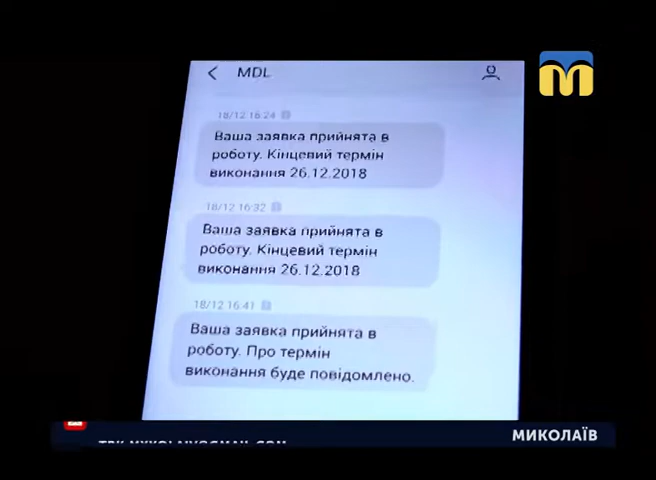 MDL
18/12 16:24
Ваша заявка прийнята в
роботу. Кінцевий термін
виконання 26.12.2018
18/12 16:32
Ваша заявка прийнята в
роботу. Кінцевий термін
виконання 26.12.2018
18/12 16:41
Ваша заявка прийнята в
роботу. Про термін
виконання буде повідомлено.
МИКОЛАЇВ